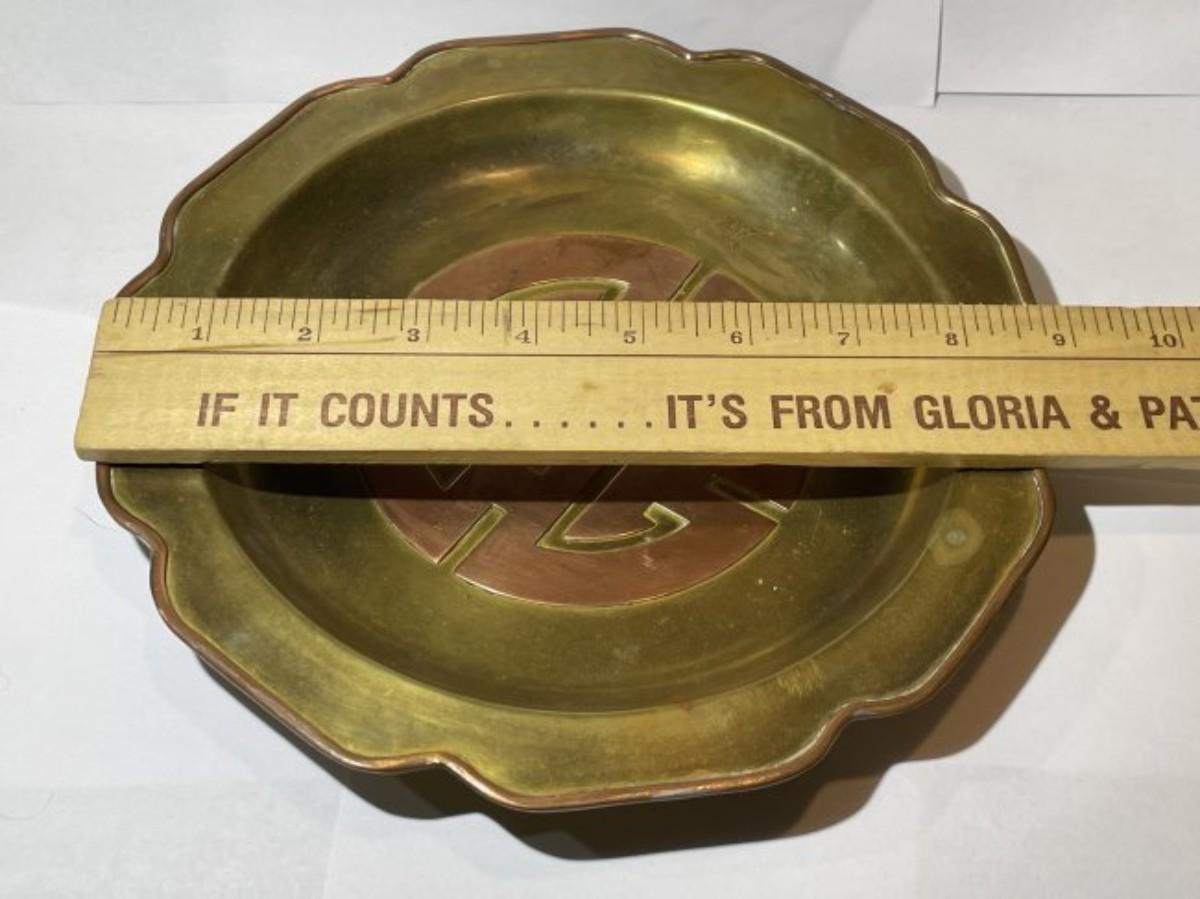 1 2 3 4 5 6 7 8 9 10
IF IT COUNTS.......IT'S FROM GLORIA & PAT